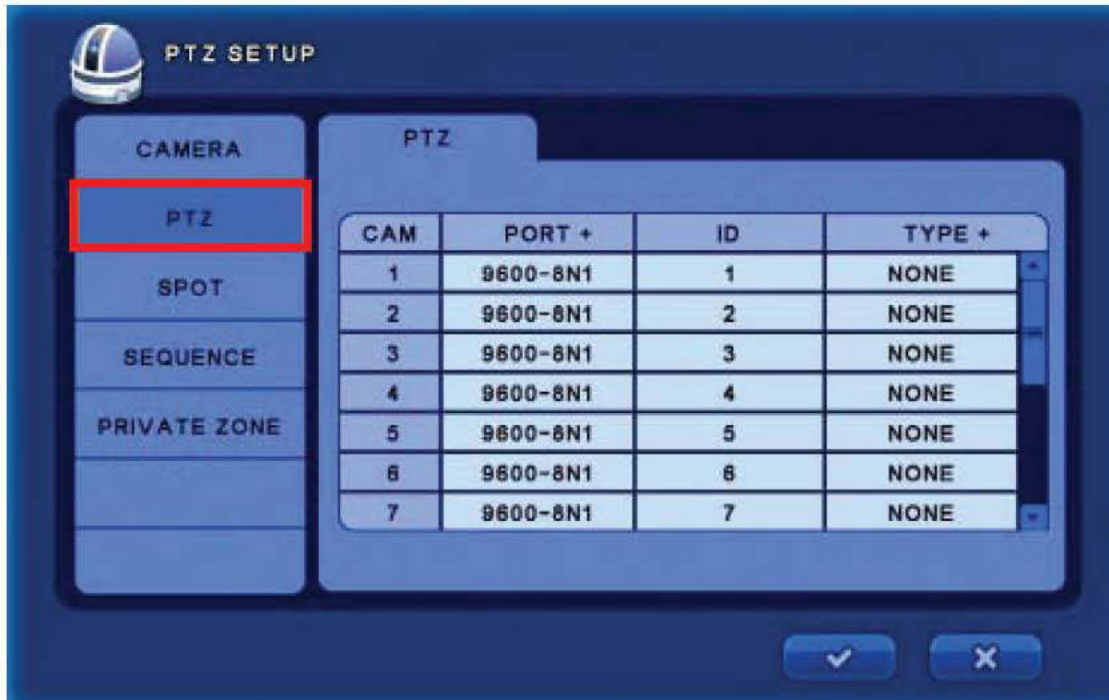 PTZ SETUP
CAMERA
PTZ
SPOT
SEQUENCE
PRIVATE ZONE
PTZ
CAM PORT + ID TYPE +
1 9600-8N1 1 NONE
2 9600-8N1 2 NONE
3 9600-8N1 3 NONE
4 9600-8N1 4 NONE
5 9600-8N1 5 NONE
6 9600-8N1 6 NONE
7 9600-8N1 7 NONE